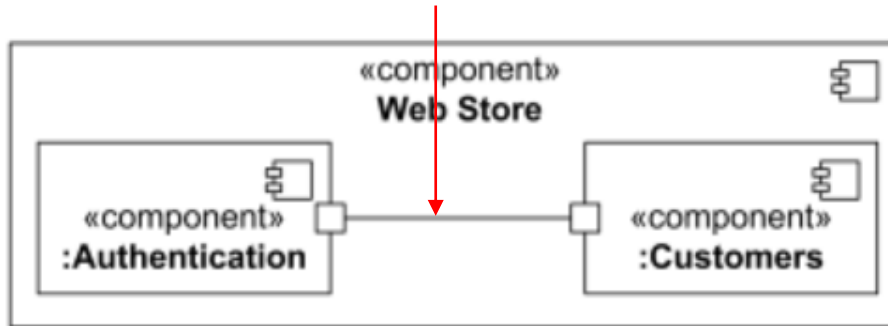 «component»
Web Store
«component»
:Authentication
«component»
:Customers